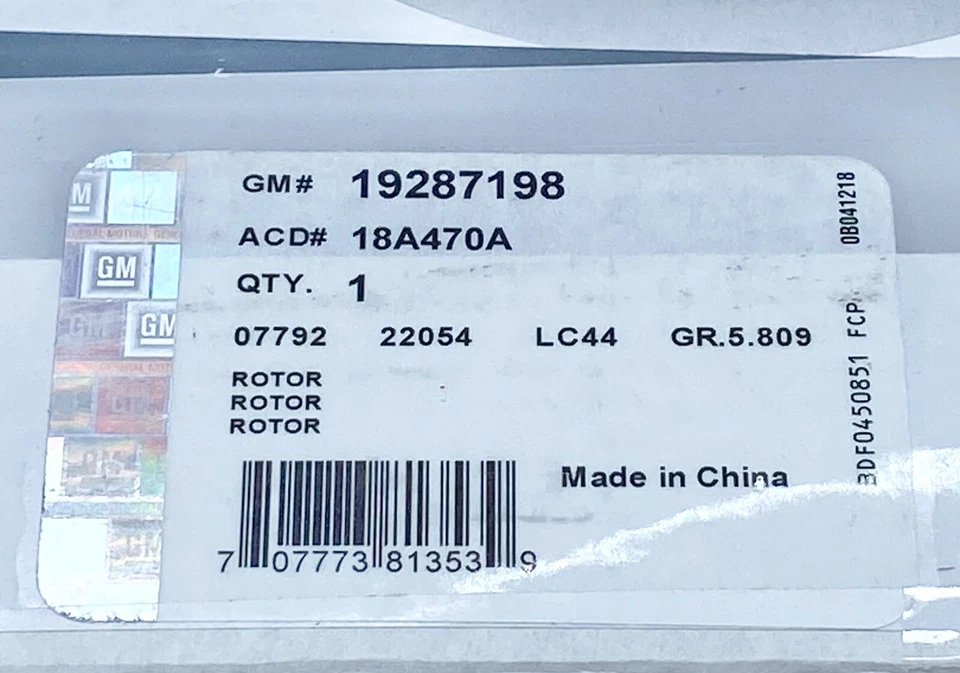 GM# 19287198
ACD# 18A470A
QTY. 1
07792 22054 LC44 GR.5.809
ROTOR
ROTOR
ROTOR
Made in China
7 07773 81353 9
0B041218
3DF0450851 FCP
M
GM
GM